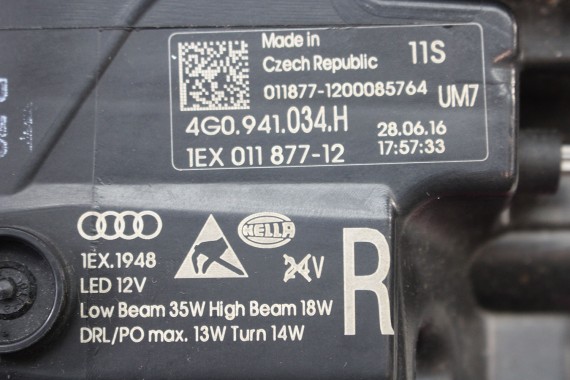 Made in
Czech Republic 11S
011877-1200085764 UM7
4G0.941.034.H 28.06.16
1EX 011 877-12 17:57:33
HELLA
1EX.1948 24V R
LED 12V
Low Beam 35W High Beam 18W
DRL/PO max. 13W Turn 14W